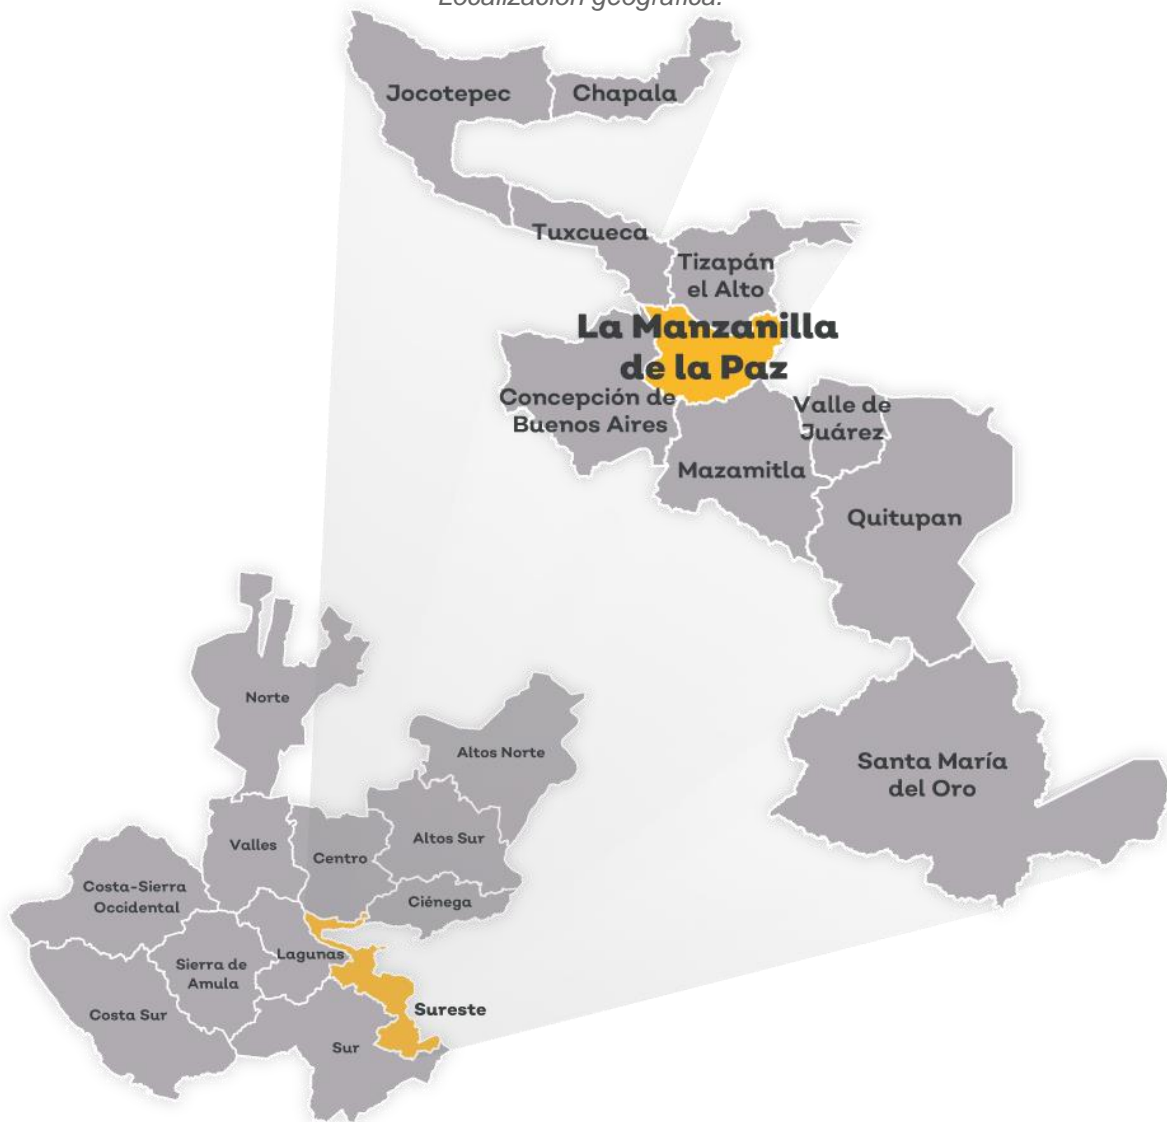 Localización geográfica.
Jocotepec
Chapala
Tuxcueca
Tizapán
el Alto
La Manzanilla
de la Paz
Concepción de
Buenos Aires
Valle de
Juárez
Mazamitla
Quitupan
Santa María
del Oro
Norte
Altos Norte
Altos Sur
Valles
Centro
Costa-Sierra
Occidental
Ciénega
Lagunas
Sierra de
Amula
Sureste
Costa Sur
Sur